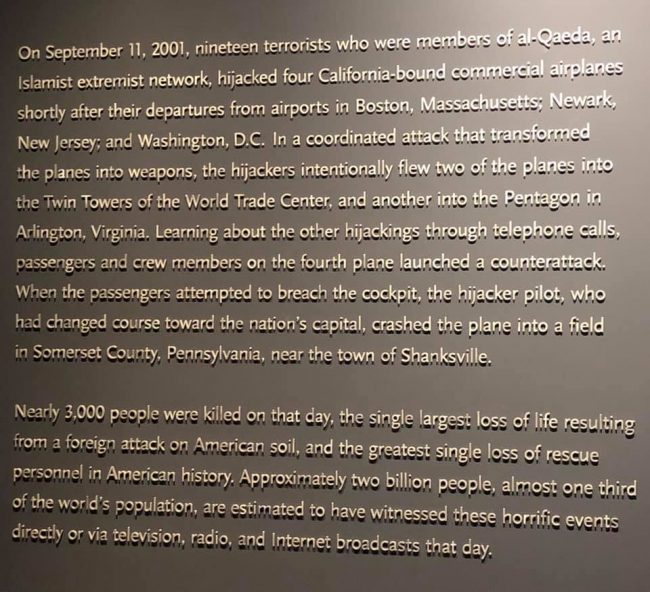 On September 11, 2001, nineteen terrorists who were members of al-Qaeda, an
Islamist extremist network, hijacked four California-bound commercial airplanes
shortly after their departures from airports in Boston, Massachusetts; Newark,
New Jersey; and Washington, D.C. In a coordinated attack that transformed
the planes into weapons, the hijackers intentionally flew two of the planes into
the Twin Towers of the World Trade Center, and another into the Pentagon in
Arlington, Virginia. Learning about the other hijackings through telephone calls,
passengers and crew members on the fourth plane launched a counterattack.
When the passengers attempted to breach the cockpit, the hijacker pilot, who
had changed course toward the nation's capital, crashed the plane into a field
in Somerset County, Pennsylvania, near the town of Shanksville.
Nearly 3,000 people were killed on that day, the single largest loss of life resulting
from a foreign attack on American soil, and the greatest single loss of rescue
personnel in American history. Approximately two billion people, almost one third
of the world's population, are estimated to have witnessed these horrific events
directly or via television, radio, and Internet broadcasts that day.